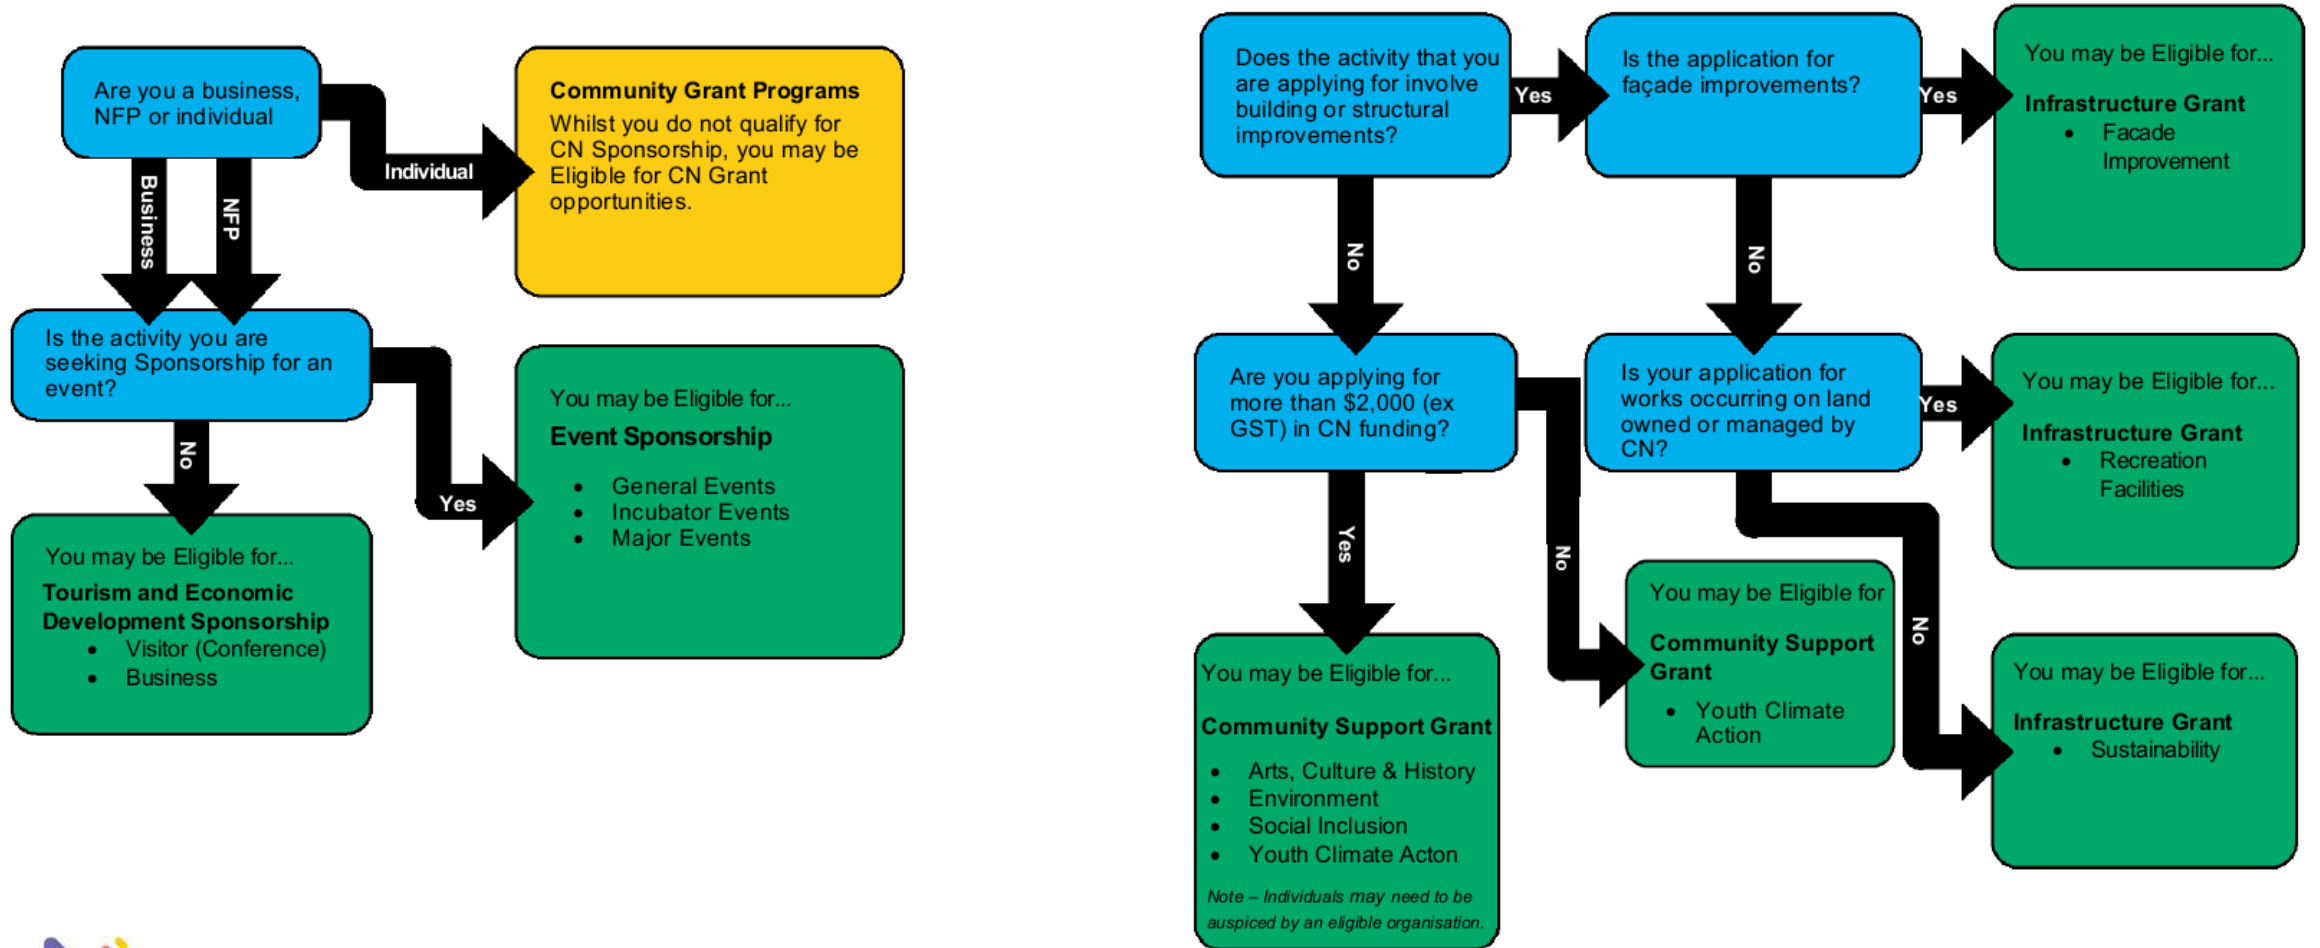 Are you a business,
NFP or individual
Individual
Community Grant Programs
Whilst you do not qualify for
CN Sponsorship, you may be
Eligible for CN Grant
opportunities.
Business
NFP
Is the activity you are
seeking Sponsorship for an
event?
Yes
You may be Eligible for...
Event Sponsorship
• General Events
• Incubator Events
• Major Events
No
You may be Eligible for...
Tourism and Economic
Development Sponsorship
• Visitor (Conference)
• Business
Does the activity that you
are applying for involve
building or structural
improvements?
Yes
Is the application for
façade improvements?
Yes
You may be Eligible for...
Infrastructure Grant
• Facade
Improvement
No
No
Are you applying for
more than $2,000 (ex
GST) in CN funding?
Is your application for
works occurring on land
owned or managed by
CN?
Yes
You may be Eligible for...
Infrastructure Grant
• Recreation
Facilities
Yes
No
No
You may be Eligible for
Community Support
Grant
• Youth Climate
Action
You may be Eligible for...
Community Support Grant
• Arts, Culture & History
• Environment
• Social Inclusion
• Youth Climate Acton
Note – Individuals may need to be
auspiced by an eligible organisation.
You may be Eligible for...
Infrastructure Grant
• Sustainability